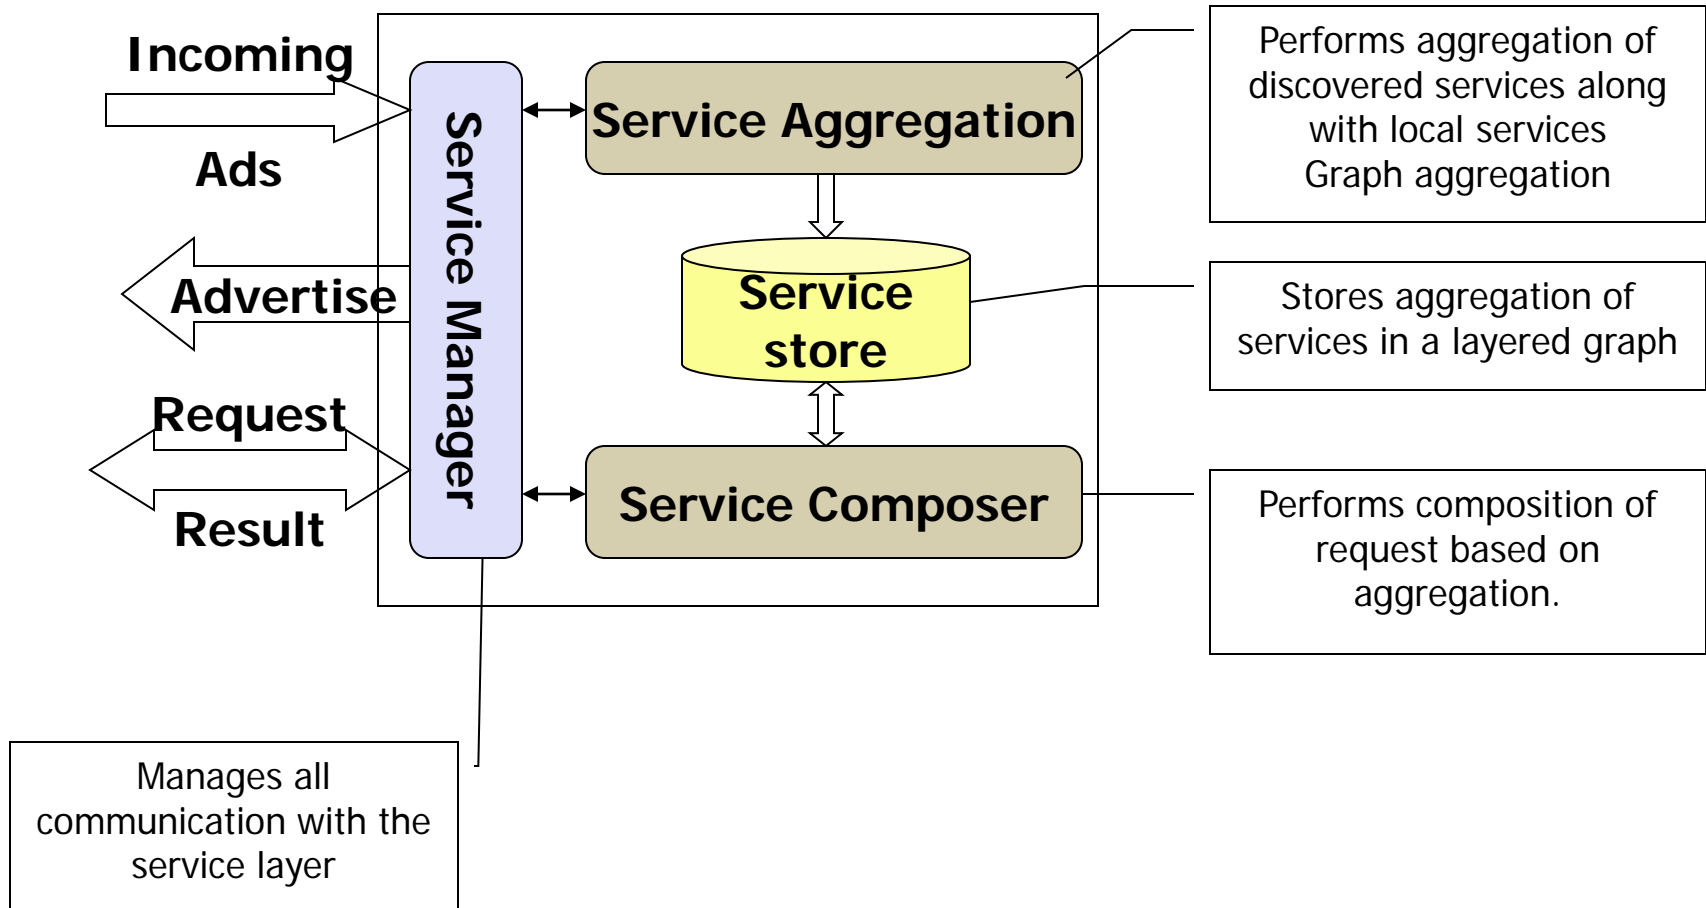 Incoming
Ads
Advertise
Request
Result
Service Manager
Service Aggregation
Service
store
Service Composer
Performs aggregation of
discovered services along
with local services
Graph aggregation
Stores aggregation of
services in a layered graph
Performs composition of
request based on
aggregation.
Manages all
communication with the
service layer